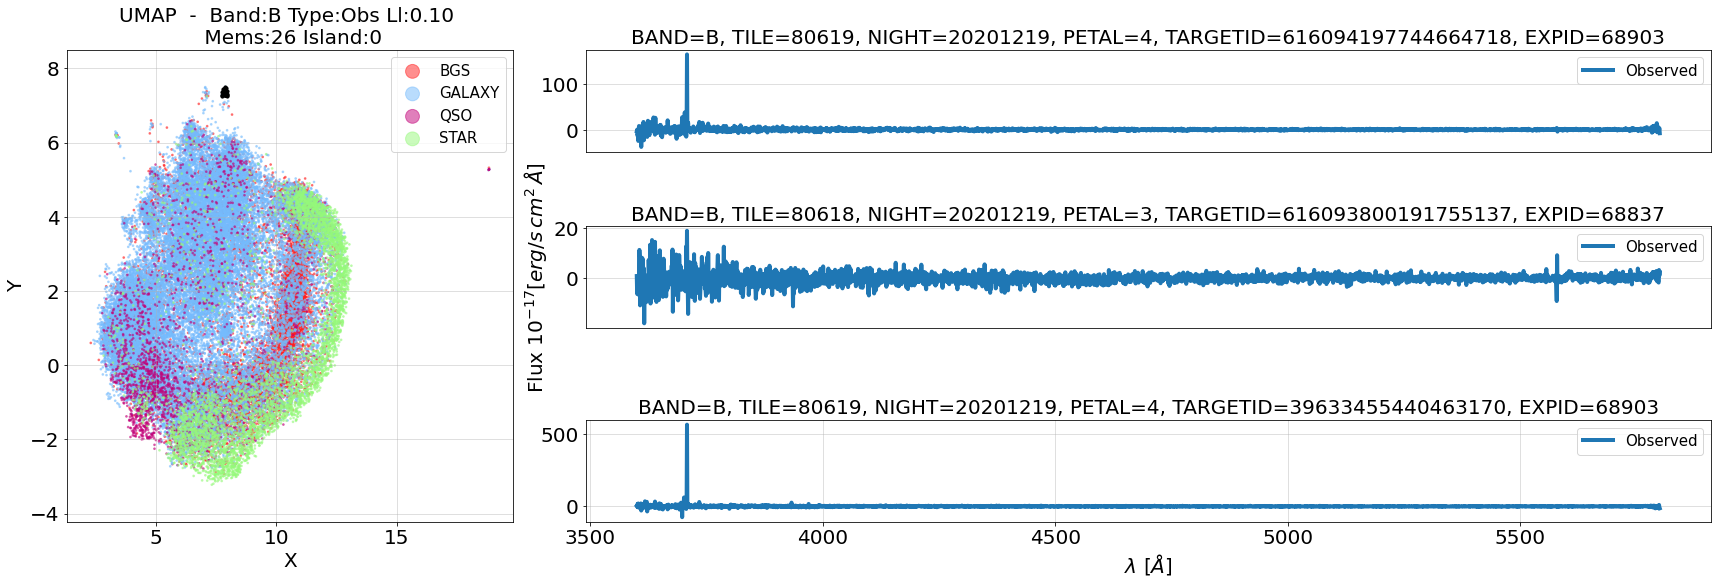 UMAP  -  Band:B Type:Obs Ll:0.10
Mems:26 Island:0
8
6
4
2
0
−2
−4
Y
5
10
15
X
BGS
GALAXY
QSO
STAR
BAND=B, TILE=80619, NIGHT=20201219, PETAL=4, TARGETID=616094197744664718, EXPID=68903
100
0
Observed
BAND=B, TILE=80618, NIGHT=20201219, PETAL=3, TARGETID=616093800191755137, EXPID=68837
20
0
Observed
Flux 10⁻¹⁷[erg/s cm² Å]
BAND=B, TILE=80619, NIGHT=20201219, PETAL=4, TARGETID=39633455440463170, EXPID=68903
500
0
Observed
3500
4000
4500
5000
5500
λ [Å]